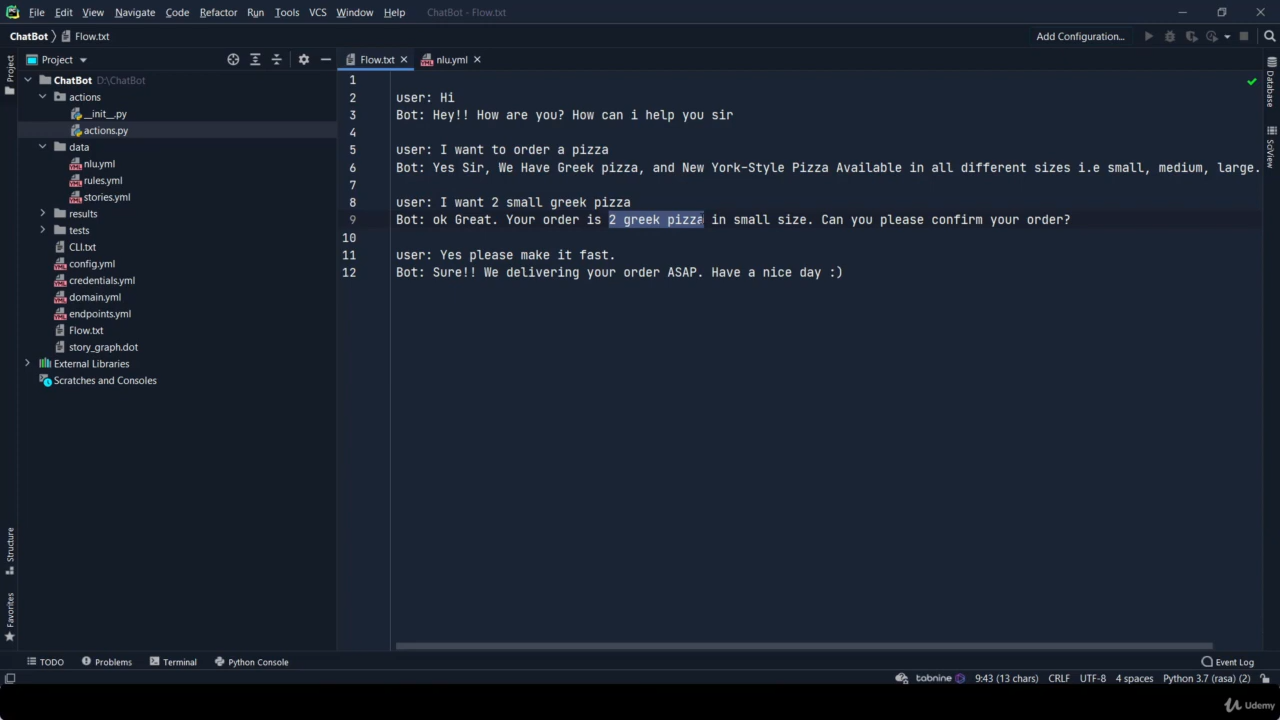 File Edit View Navigate Code Refactor Run Tools VCS Window Help ChatBot - Flow.txt
ChatBot Flow.txt Add Configuration...
Project Project Flow.txt nlu.yml Database
ChatBot D:\ChatBot
actions
__init__.py
actions.py
data
nlu.yml
rules.yml
stories.yml
results
tests
CLI.txt
config.yml
credentials.yml
domain.yml
endpoints.yml
Flow.txt
story_graph.dot
External Libraries
Scratches and Consoles
1
2 user: Hi
3 Bot: Hey!! How are you? How can i help you sir
4
5 user: I want to order a pizza
6 Bot: Yes Sir, We Have Greek pizza, and New York-Style Pizza Available in all different sizes i.e small, medium, large.
7
8 user: I want 2 small greek pizza
9 Bot: ok Great. Your order is 2 greek pizza in small size. Can you please confirm your order?
10
11 user: Yes please make it fast.
12 Bot: Sure!! We delivering your order ASAP. Have a nice day :)
SciView
Structure
Favorites
TODO Problems Terminal Python Console Event Log
tabnine 9:43 (13 chars) CRLF UTF-8 4 spaces Python 3.7 (rasa) (2)
Udemy